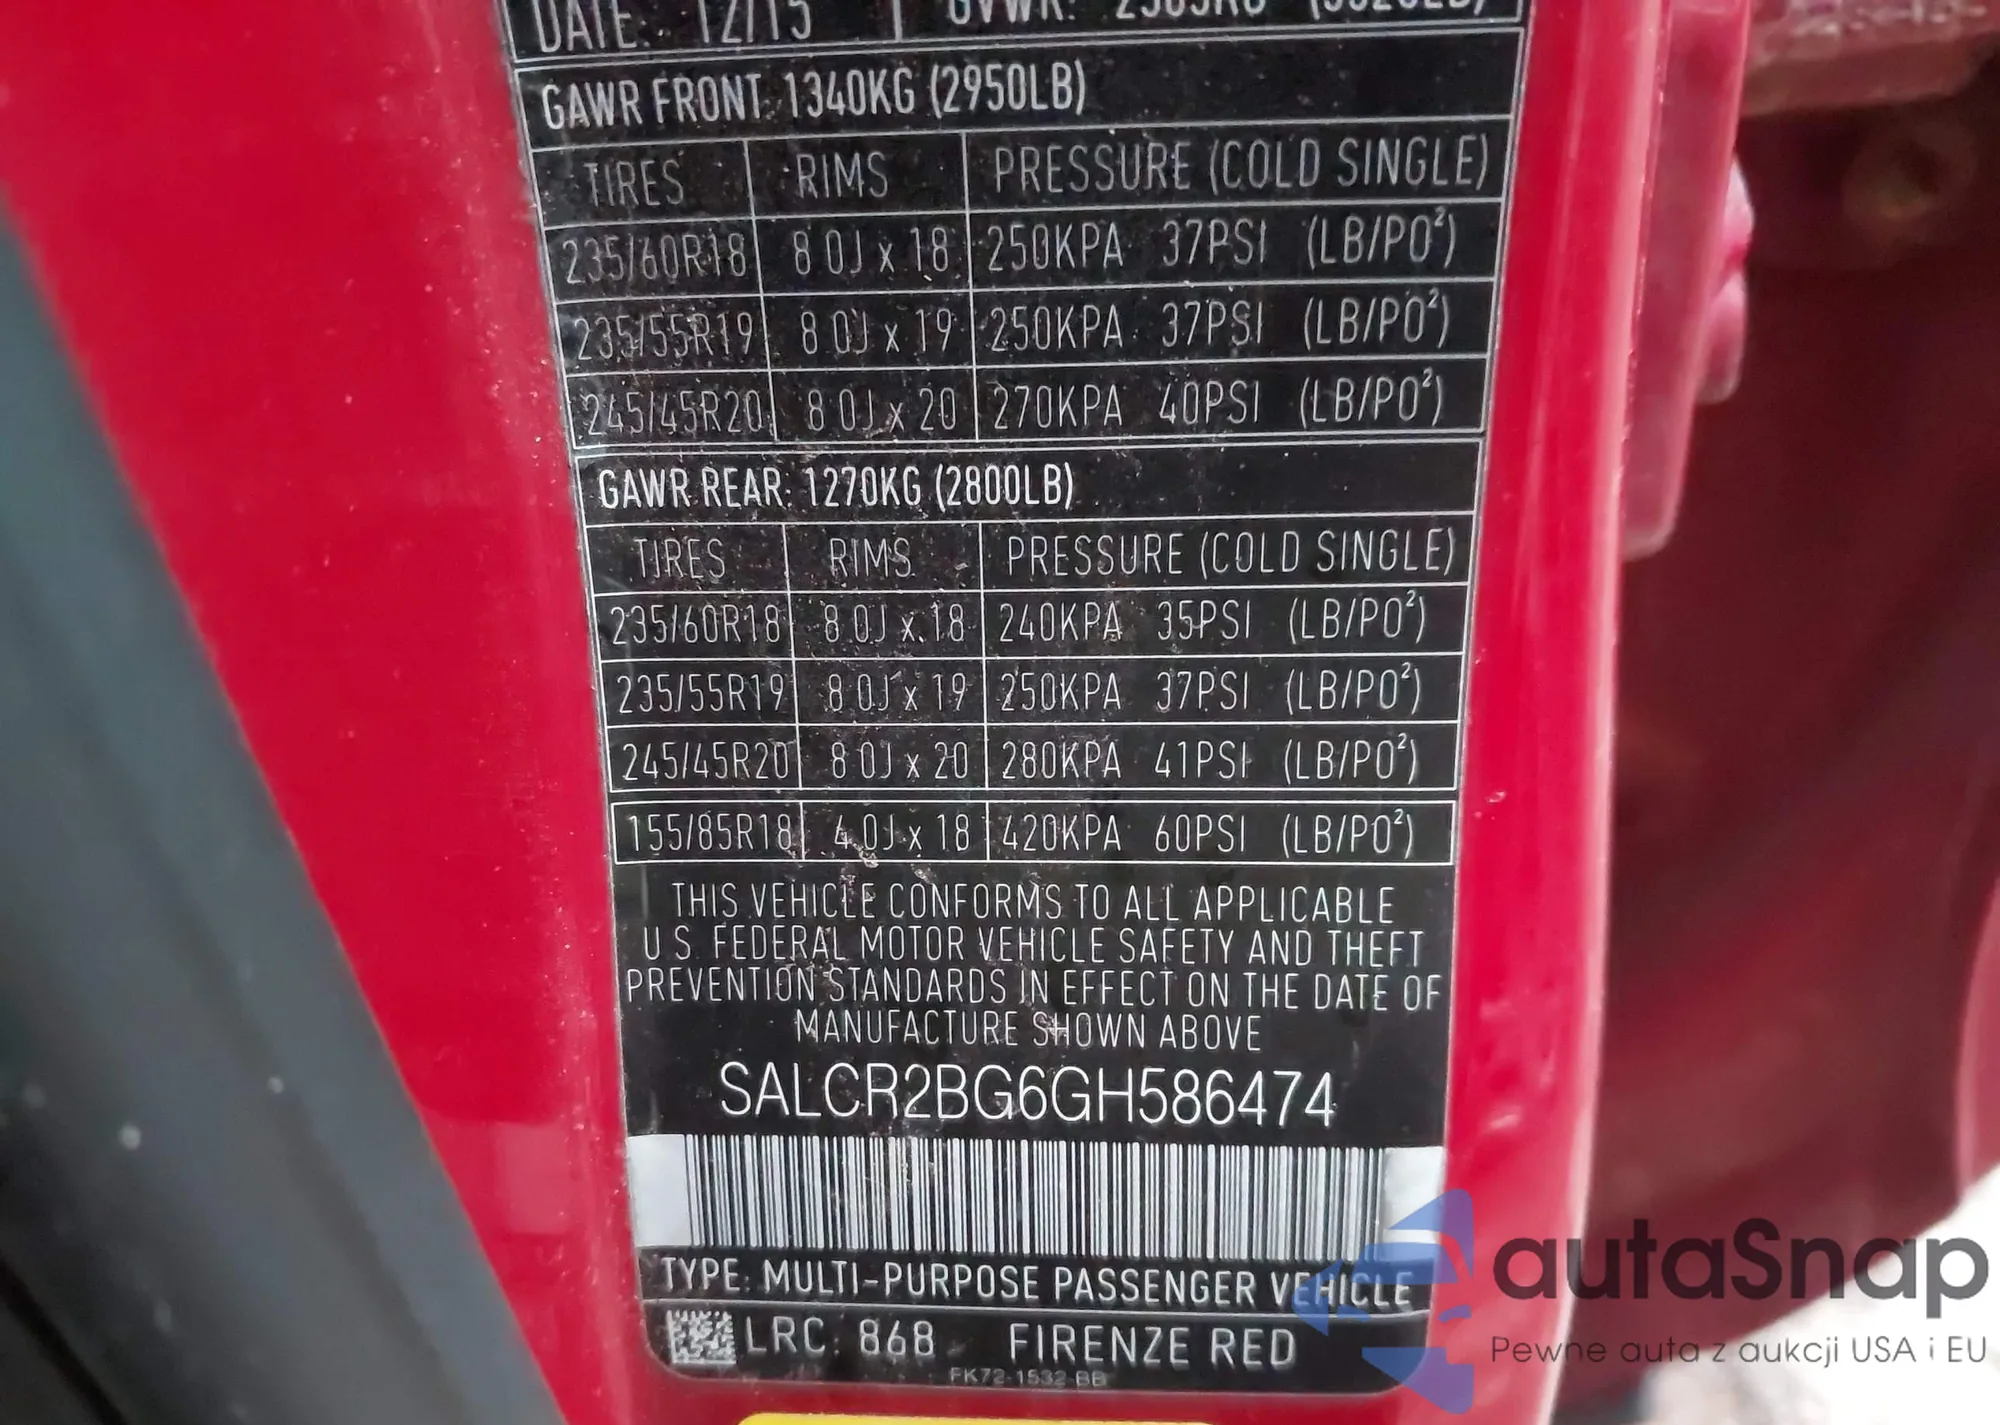 DATE: 12/15 GVWR:
GAWR FRONT: 1340KG (2950LB)
TIRES RIMS PRESSURE (COLD SINGLE)
235/60R18 8.0J x 18 250KPA 37PSI (LB/PO²)
235/55R19 8.0J x 19 250KPA 37PSI (LB/PO²)
245/45R20 8.0J x 20 270KPA 40PSI (LB/PO²)
GAWR REAR: 1270KG (2800LB)
TIRES RIMS PRESSURE (COLD SINGLE)
235/60R18 8.0J x 18 240KPA 35PSI (LB/PO²)
235/55R19 8.0J x 19 250KPA 37PSI (LB/PO²)
245/45R20 8.0J x 20 280KPA 41PSI (LB/PO²)
155/85R18 4.0J x 18 420KPA 60PSI (LB/PO²)
THIS VEHICLE CONFORMS TO ALL APPLICABLE
U.S. FEDERAL MOTOR VEHICLE SAFETY AND THEFT
PREVENTION STANDARDS IN EFFECT ON THE DATE OF
MANUFACTURE SHOWN ABOVE
SALCR2BG6GH586474
TYPE: MULTI-PURPOSE PASSENGER VEHICLE
LRC: 868 FIRENZE RED
FK72-1532-BB
autaSnap
Pewne auta z aukcji USA i EU